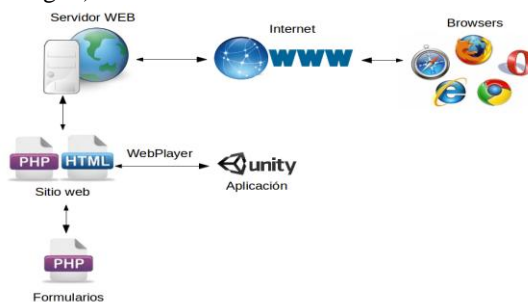 Servidor WEB
Internet
Browsers
WWW
PHP HTML
WebPlayer
unity
Sitio web
Aplicación
PHP
Formularios